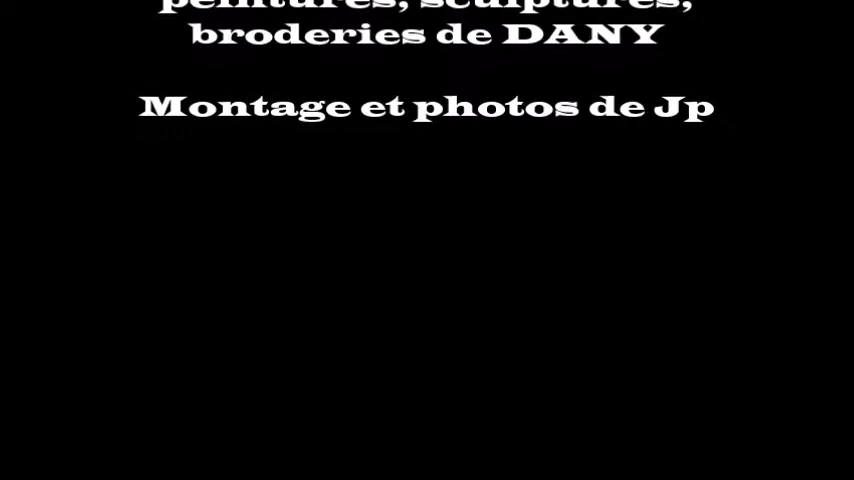 peintures, sculptures,
broderies de DANY
Montage et photos de Jp